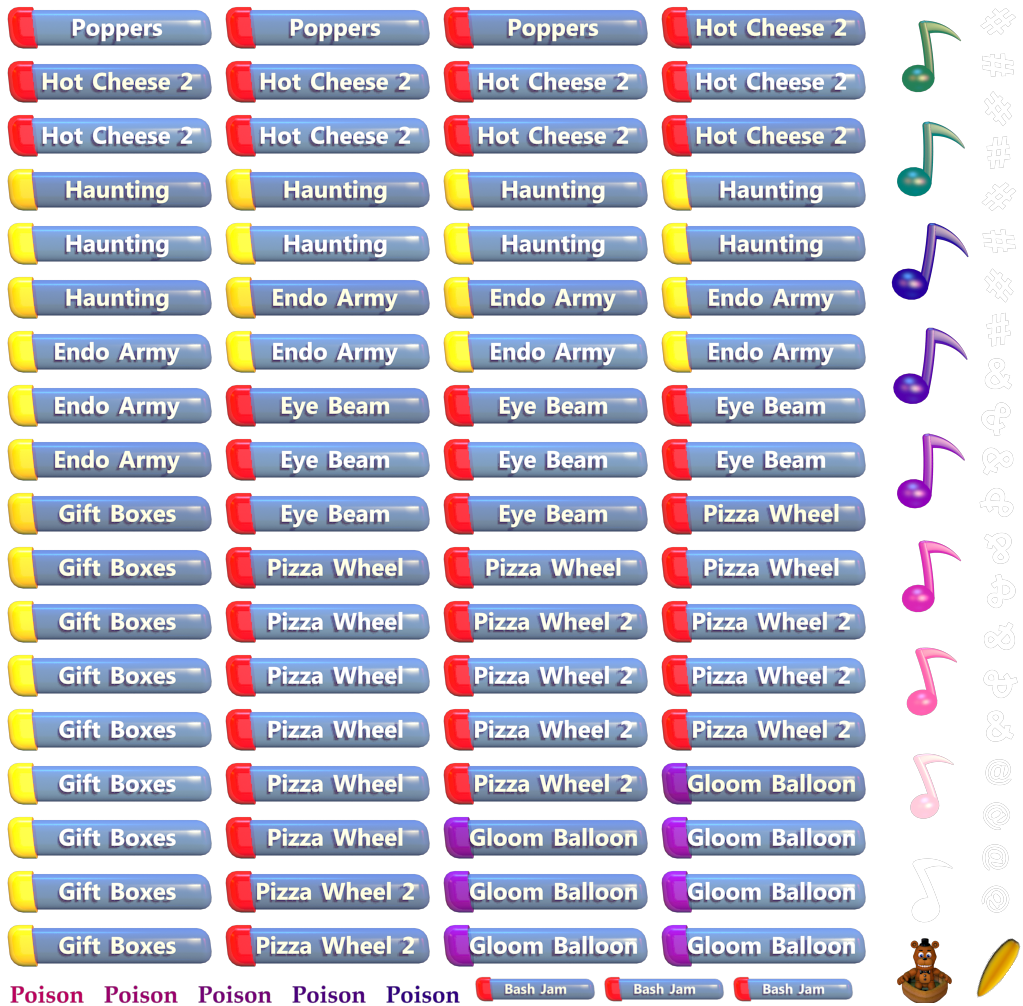 Poppers Poppers Poppers Hot Cheese 2
Hot Cheese 2 Hot Cheese 2 Hot Cheese 2 Hot Cheese 2
Hot Cheese 2 Hot Cheese 2 Hot Cheese 2 Hot Cheese 2
Haunting Haunting Haunting Haunting
Haunting Haunting Haunting Haunting
Haunting Endo Army Endo Army Endo Army
Endo Army Endo Army Endo Army Endo Army
Endo Army Eye Beam Eye Beam Eye Beam
Endo Army Eye Beam Eye Beam Eye Beam
Gift Boxes Eye Beam Eye Beam Pizza Wheel
Gift Boxes Pizza Wheel Pizza Wheel Pizza Wheel
Gift Boxes Pizza Wheel Pizza Wheel 2 Pizza Wheel 2
Gift Boxes Pizza Wheel Pizza Wheel 2 Pizza Wheel 2
Gift Boxes Pizza Wheel Pizza Wheel 2 Pizza Wheel 2
Gift Boxes Pizza Wheel Pizza Wheel 2 Gloom Balloon
Gift Boxes Pizza Wheel Gloom Balloon Gloom Balloon
Gift Boxes Pizza Wheel 2 Gloom Balloon Gloom Balloon
Gift Boxes Pizza Wheel 2 Gloom Balloon Gloom Balloon
Poison Poison Poison Poison Poison Bash Jam Bash Jam Bash Jam
#
#
#
#
#
#
#
#
&
&
&
&
&
&
&
&
&
@
@
@
@